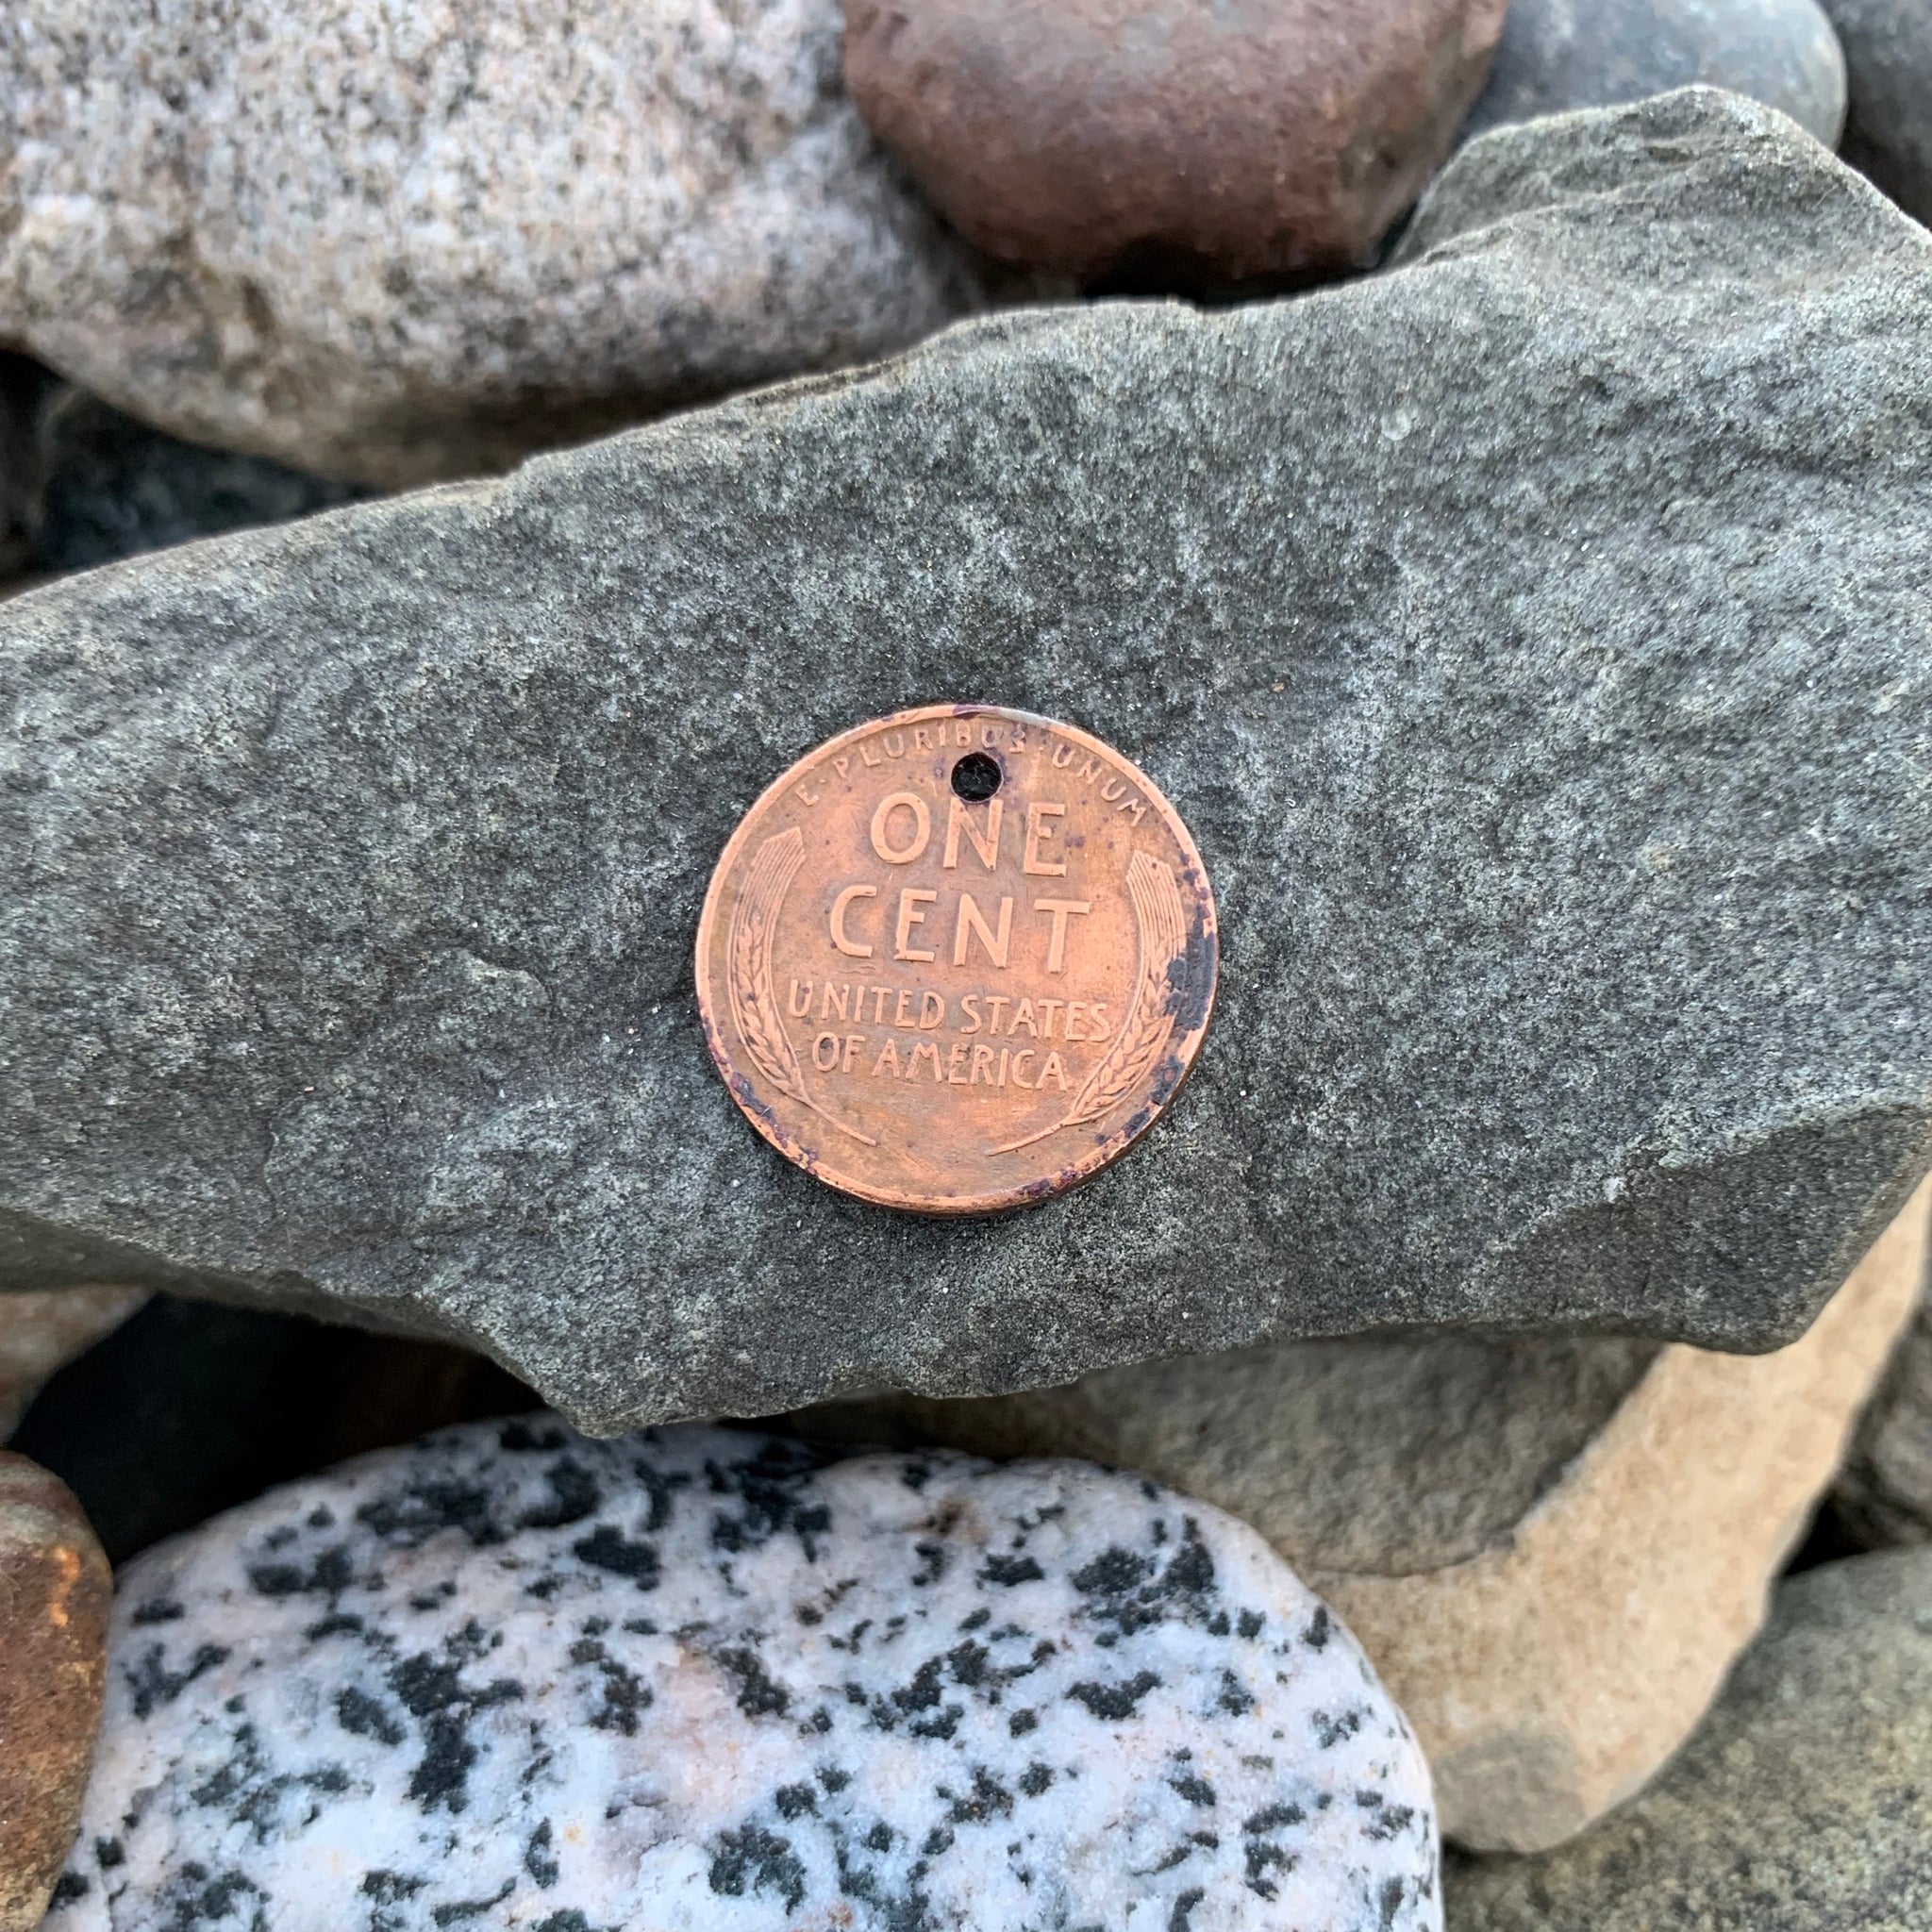 E·PLURIBUS·UNUM
ONE
CENT
UNITED STATES
OF AMERICA